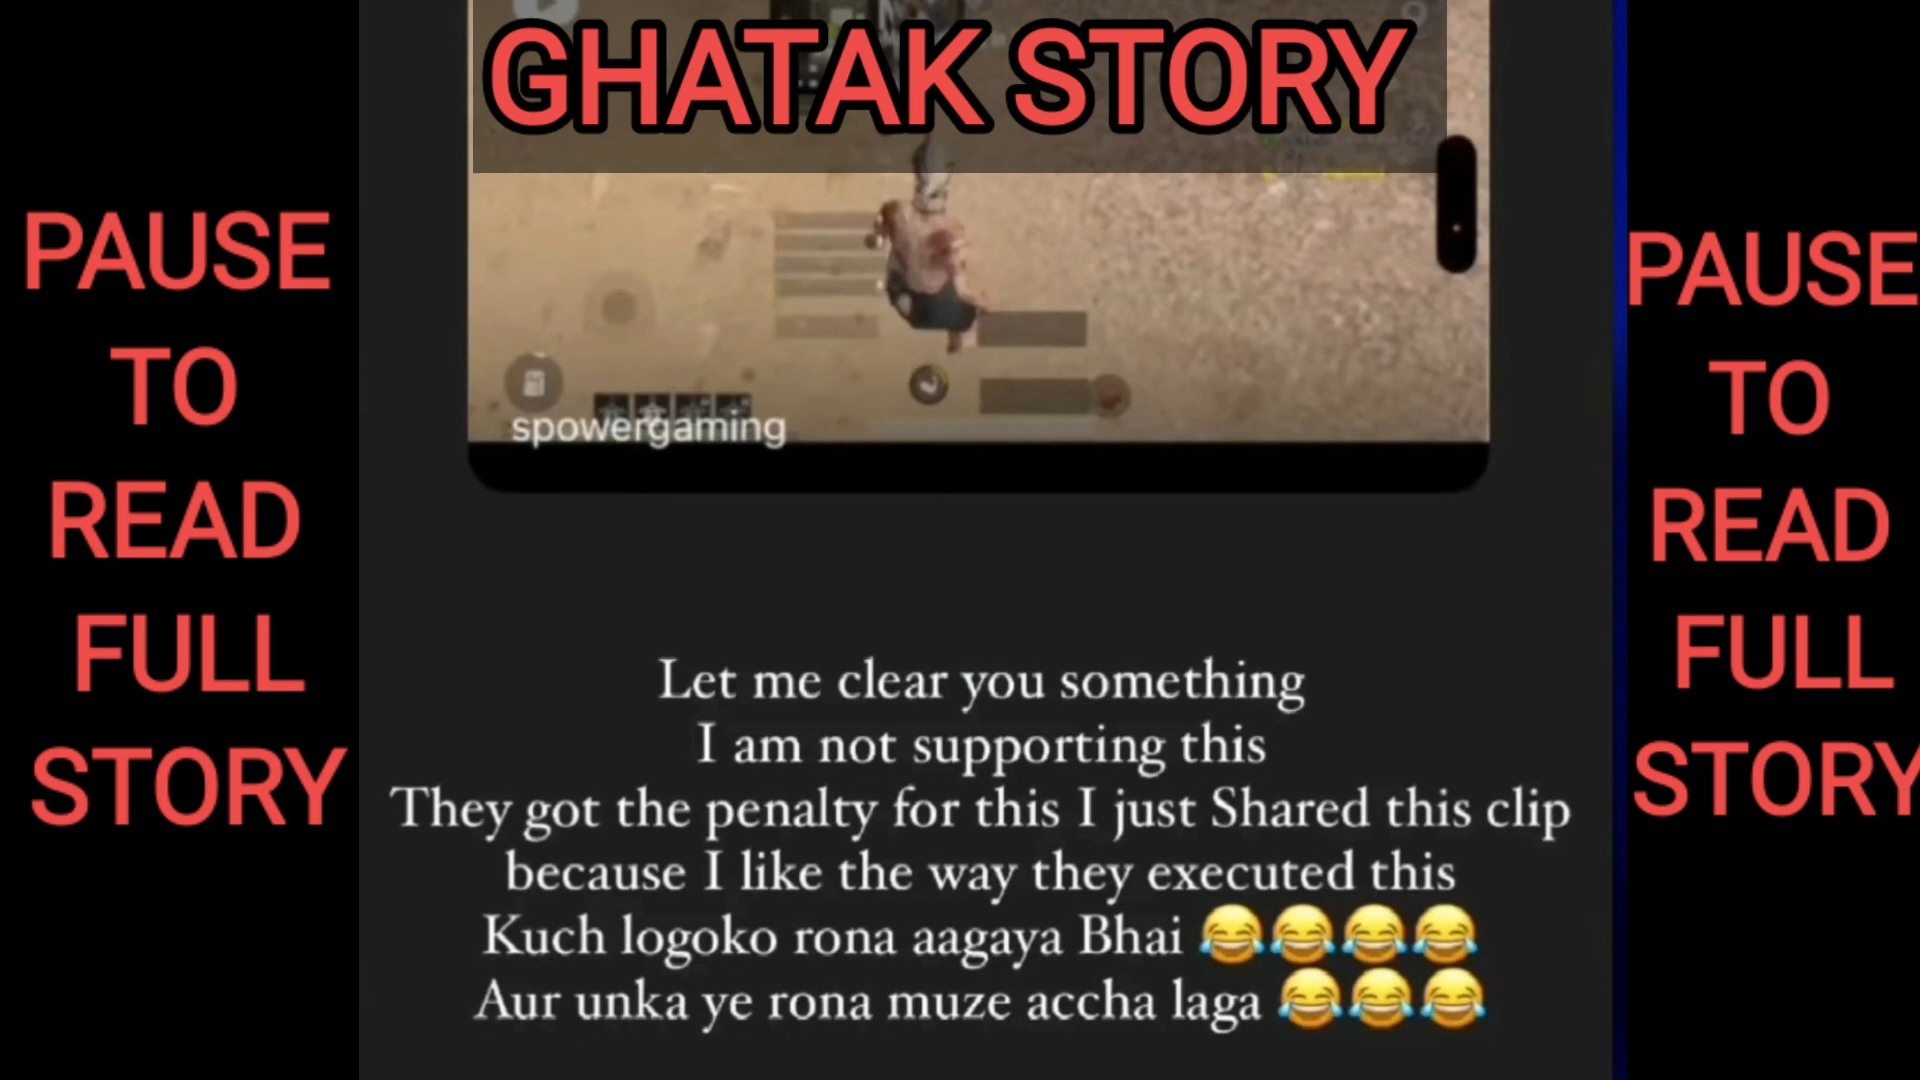 GHATAK STORY
PAUSE
TO
READ
FULL
STORY
spowergaming
Let me clear you something
I am not supporting this
They got the penalty for this I just Shared this clip
because I like the way they executed this
Kuch logoko rona aagaya Bhai 😂😂😂😂
Aur unka ye rona muze accha laga 😂😂😂
PAUSE
TO
READ
FULL
STORY